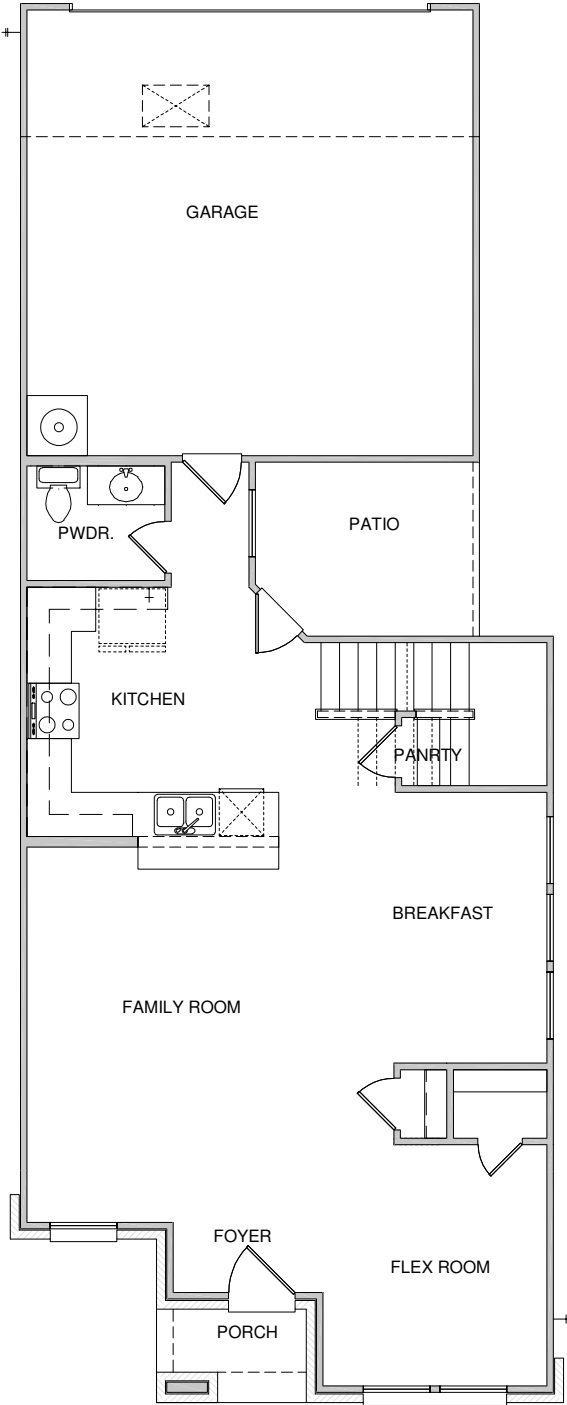 GARAGE
PATIO
PWDR.
KITCHEN
PANRTY
BREAKFAST
FAMILY ROOM
FOYER
FLEX ROOM
PORCH